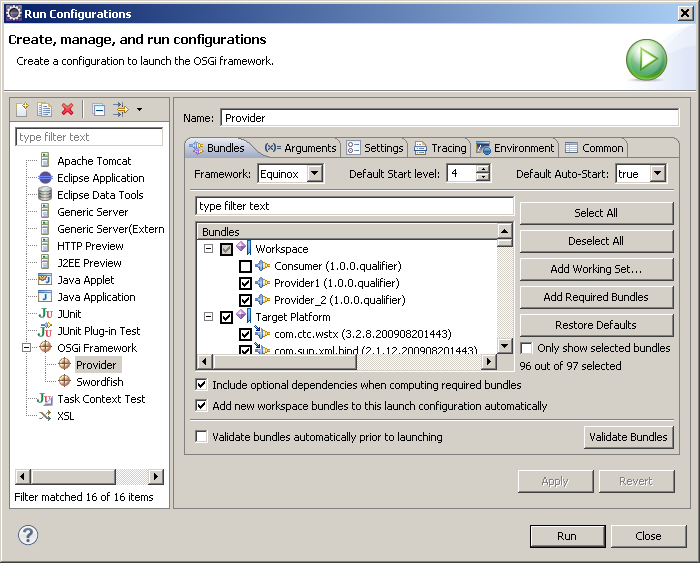 Run Configurations
Create, manage, and run configurations
Create a configuration to launch the OSGi framework.
type filter text
Apache Tomcat
Eclipse Application
Eclipse Data Tools
Generic Server
Generic Server(Extern
HTTP Preview
J2EE Preview
Java Applet
Java Application
JUnit
JUnit Plug-in Test
OSGi Framework
Provider
Swordfish
Task Context Test
XSL
Filter matched 16 of 16 items
Name: Provider
Bundles (x)= Arguments Settings Tracing Environment Common
Framework: Equinox Default Start level: 4 Default Auto-Start: true
type filter text
Bundles
Workspace
Consumer (1.0.0.qualifier)
Provider1 (1.0.0.qualifier)
Provider_2 (1.0.0.qualifier)
Target Platform
com.ctc.wstx (3.2.8.200908201443)
com.sun.xml.bind (2.1.12.200908201443)
Select All
Deselect All
Add Working Set...
Add Required Bundles
Restore Defaults
Only show selected bundles
96 out of 97 selected
Include optional dependencies when computing required bundles
Add new workspace bundles to this launch configuration automatically
Validate bundles automatically prior to launching
Validate Bundles
Apply Revert
? Run Close